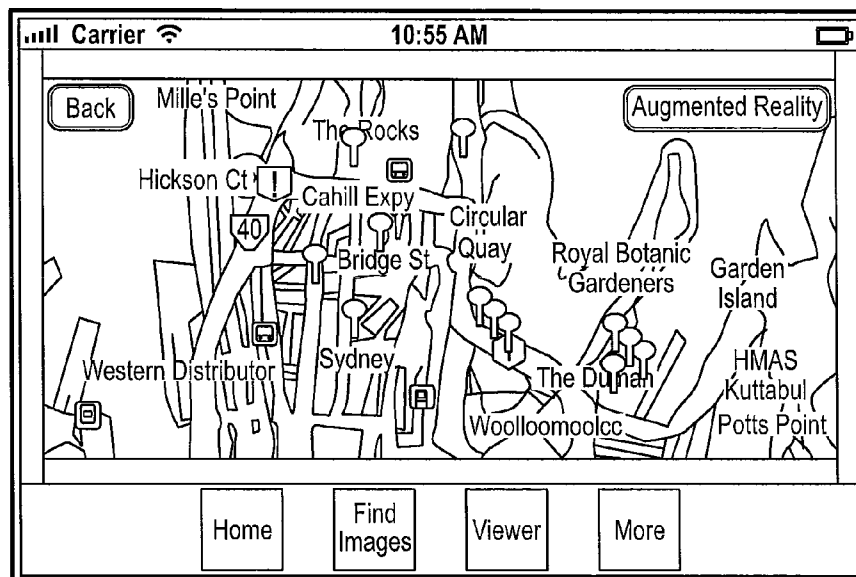 Carrier 10:55 AM
Back
Mille's Point
Augmented Reality
The Rocks
Hickson Ct
!
Cahill Expy
40
Circular
Quay
Bridge St
Royal Botanic
Gardeners
Garden
Island
Western Distributor
Sydney
The Duman
HMAS
Kuttabul
Woolloomoolcc
Potts Point
Home
Find
Images
Viewer
More